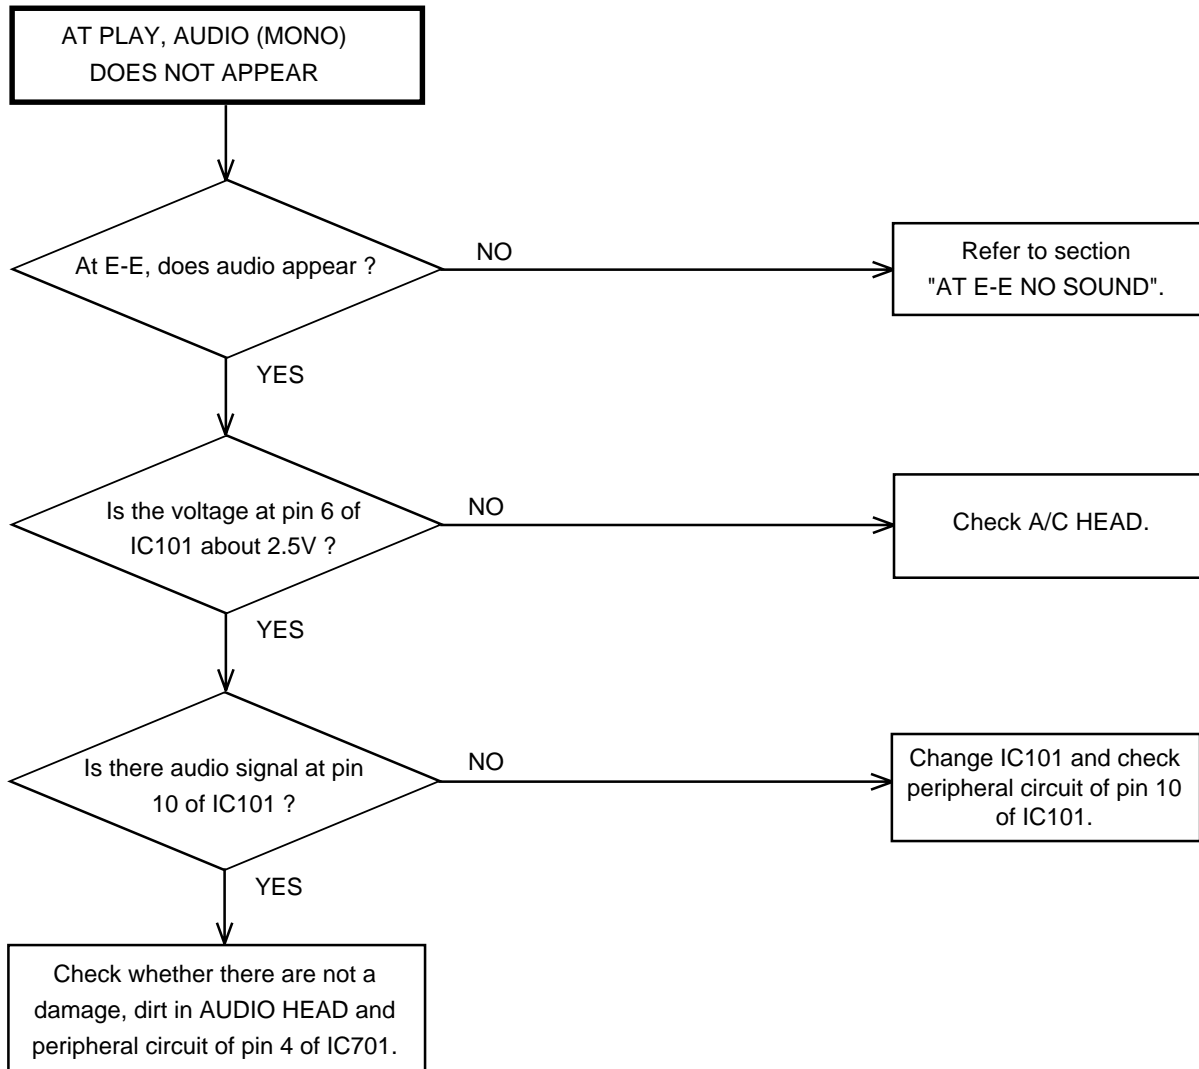 AT PLAY, AUDIO (MONO)
DOES NOT APPEAR
At E-E, does audio appear ?
NO
Refer to section
"AT E-E NO SOUND".
YES
Is the voltage at pin 6 of
IC101 about 2.5V ?
NO
Check A/C HEAD.
YES
Is there audio signal at pin
10 of IC101 ?
NO
Change IC101 and check
peripheral circuit of pin 10
of IC101.
YES
Check whether there are not a
damage, dirt in AUDIO HEAD and
peripheral circuit of pin 4 of IC701.